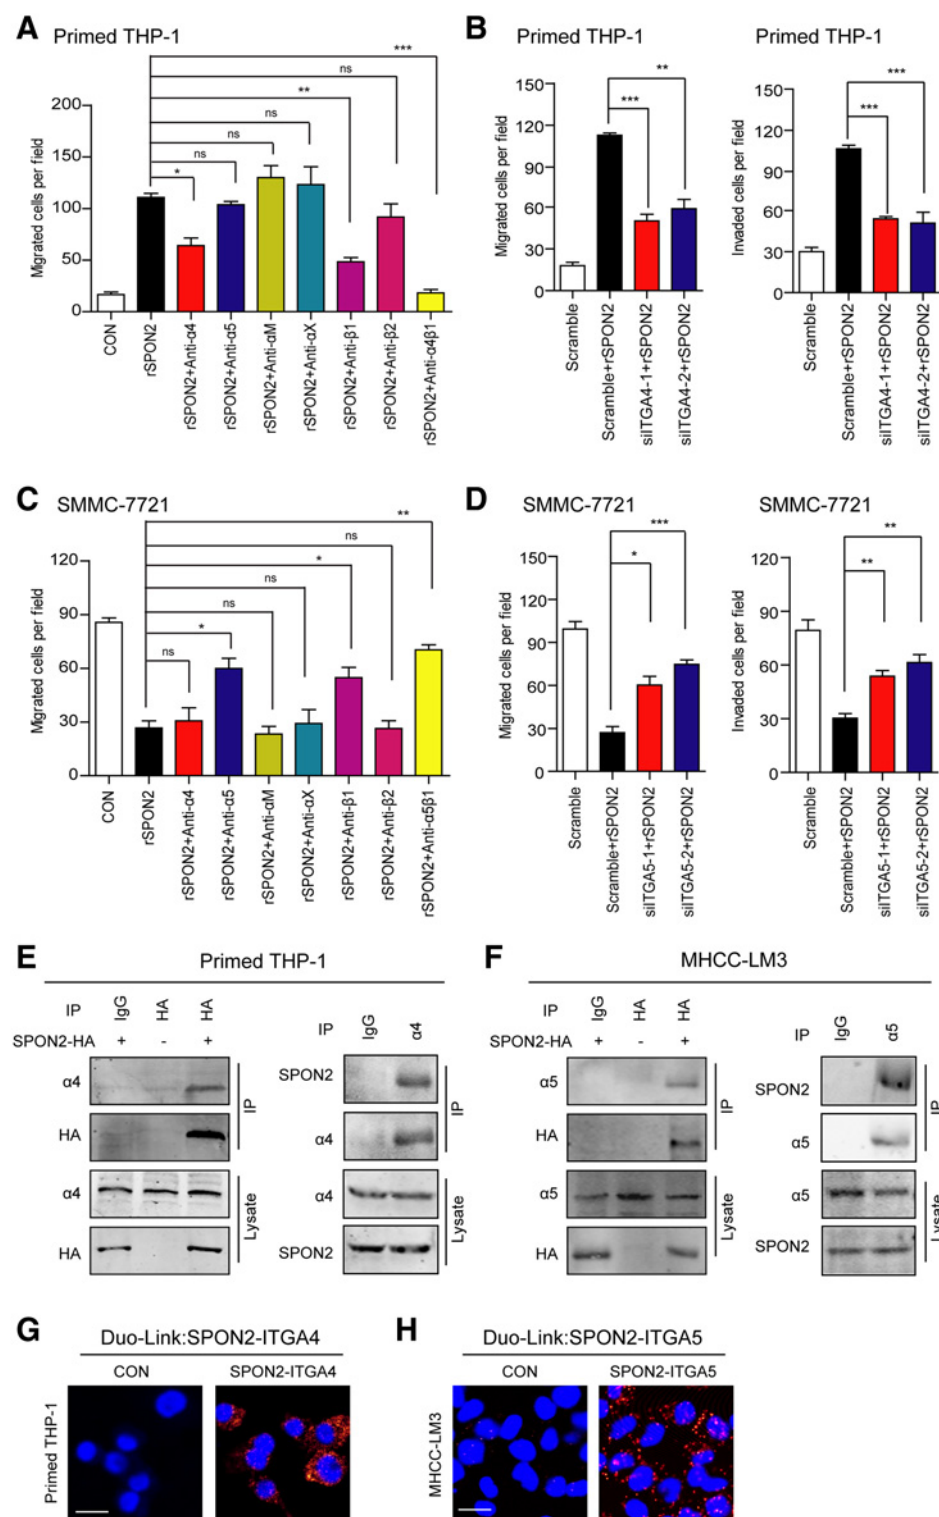 A Primed THP-1
***
ns
**
ns
ns
ns
*
Migrated cells per field
200
150
100
50
0
CON
rSPON2
rSPON2+Anti-α4
rSPON2+Anti-α5
rSPON2+Anti-αM
rSPON2+Anti-αX
rSPON2+Anti-β1
rSPON2+Anti-β2
rSPON2+Anti-α4β1
B Primed THP-1
**
***
Migrated cells per field
150
120
90
60
30
0
Scramble
Scramble+rSPON2
siITGA4-1+rSPON2
siITGA4-2+rSPON2
Primed THP-1
***
***
Invaded cells per field
150
120
90
60
30
0
Scramble
Scramble+rSPON2
siITGA4-1+rSPON2
siITGA4-2+rSPON2
C SMMC-7721
**
ns
*
ns
ns
*
ns
Migrated cells per field
120
90
60
30
0
CON
rSPON2
rSPON2+Anti-α4
rSPON2+Anti-α5
rSPON2+Anti-αM
rSPON2+Anti-αX
rSPON2+Anti-β1
rSPON2+Anti-β2
rSPON2+Anti-α5β1
D SMMC-7721
***
*
Migrated cells per field
150
120
90
60
30
0
Scramble
Scramble+rSPON2
siITGA5-1+rSPON2
siITGA5-2+rSPON2
SMMC-7721
**
**
Invaded cells per field
120
90
60
30
0
Scramble
Scramble+rSPON2
siITGA5-1+rSPON2
siITGA5-2+rSPON2
E Primed THP-1
IP IgG HA HA
SPON2-HA + - +
α4
HA
IP
α4
HA
Lysate
IP IgG α4
SPON2
α4
IP
α4
SPON2
Lysate
F MHCC-LM3
IP IgG HA HA
SPON2-HA + - +
α5
HA
IP
α5
HA
Lysate
IP IgG α5
SPON2
α5
IP
α5
SPON2
Lysate
G Duo-Link:SPON2-ITGA4
CON SPON2-ITGA4
Primed THP-1
H Duo-Link:SPON2-ITGA5
CON SPON2-ITGA5
MHCC-LM3